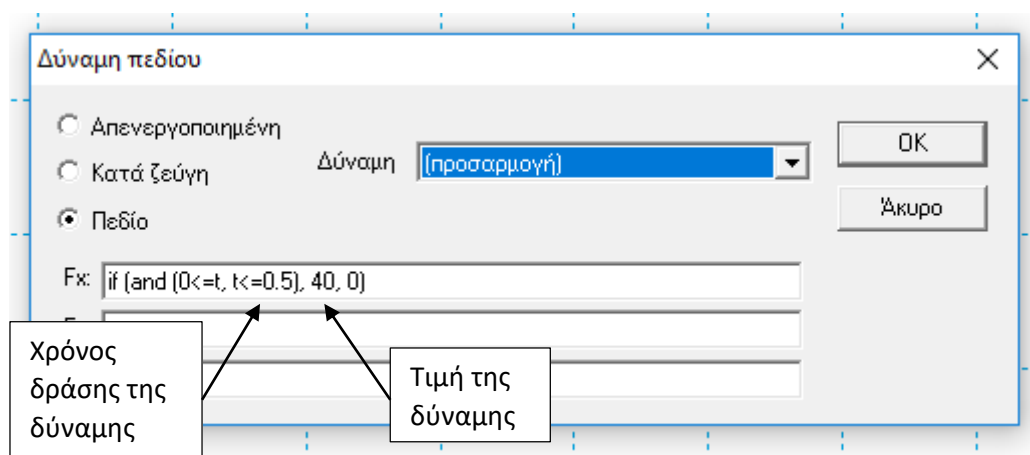 Δύναμη πεδίου
Απενεργοποιημένη
Κατά ζεύγη
Πεδίο
Δύναμη (προσαρμογή)
OK
Άκυρο
Fx: if (and (0<=t, t<=0.5), 40, 0)
Χρόνος
δράσης της
δύναμης
Τιμή της
δύναμης